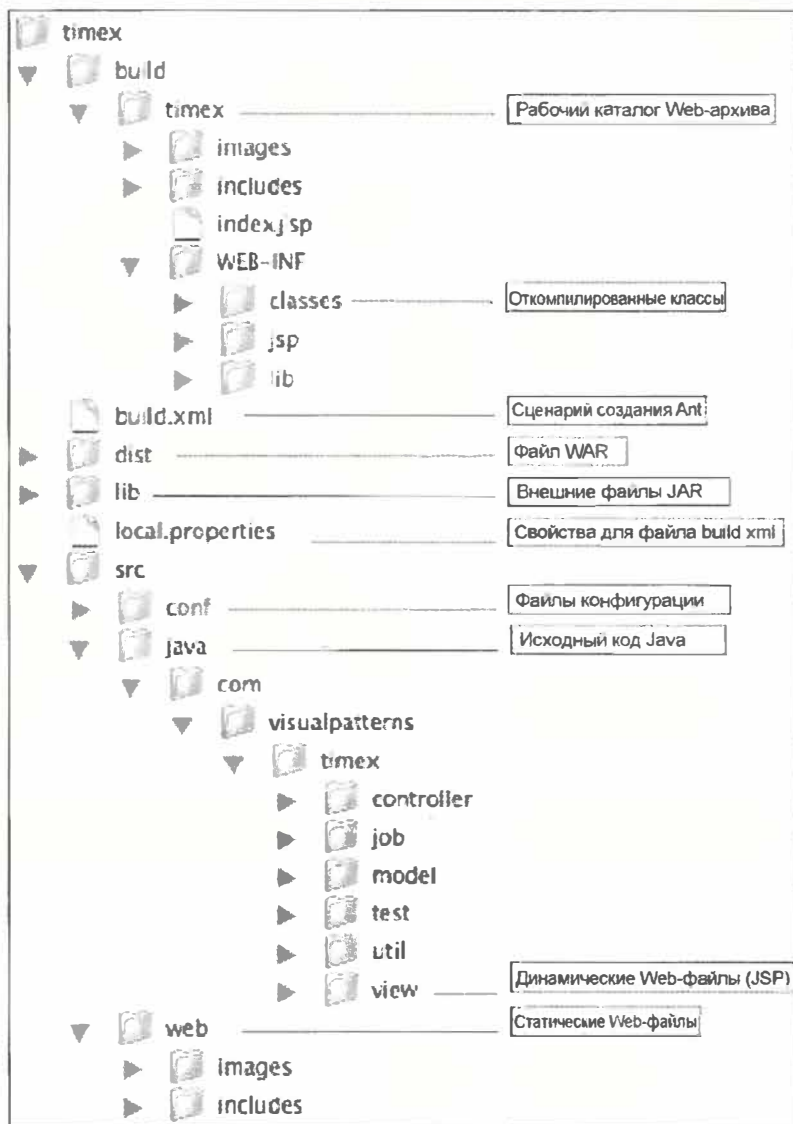 timex
build
timex
Рабочий каталог Web-архива
images
includes
index.jsp
WEB-INF
classes
Откомпилированные классы
jsp
lib
build.xml
Сценарий создания Ant
dist
Файл WAR
lib
Внешние файлы JAR
local.properties
Свойства для файла build xml
src
conf
Файлы конфигурации
java
Исходный код Java
com
visualpatterns
timex
controller
job
model
test
util
view
Динамические Web-файлы (JSP)
web
Статические Web-файлы
images
includes